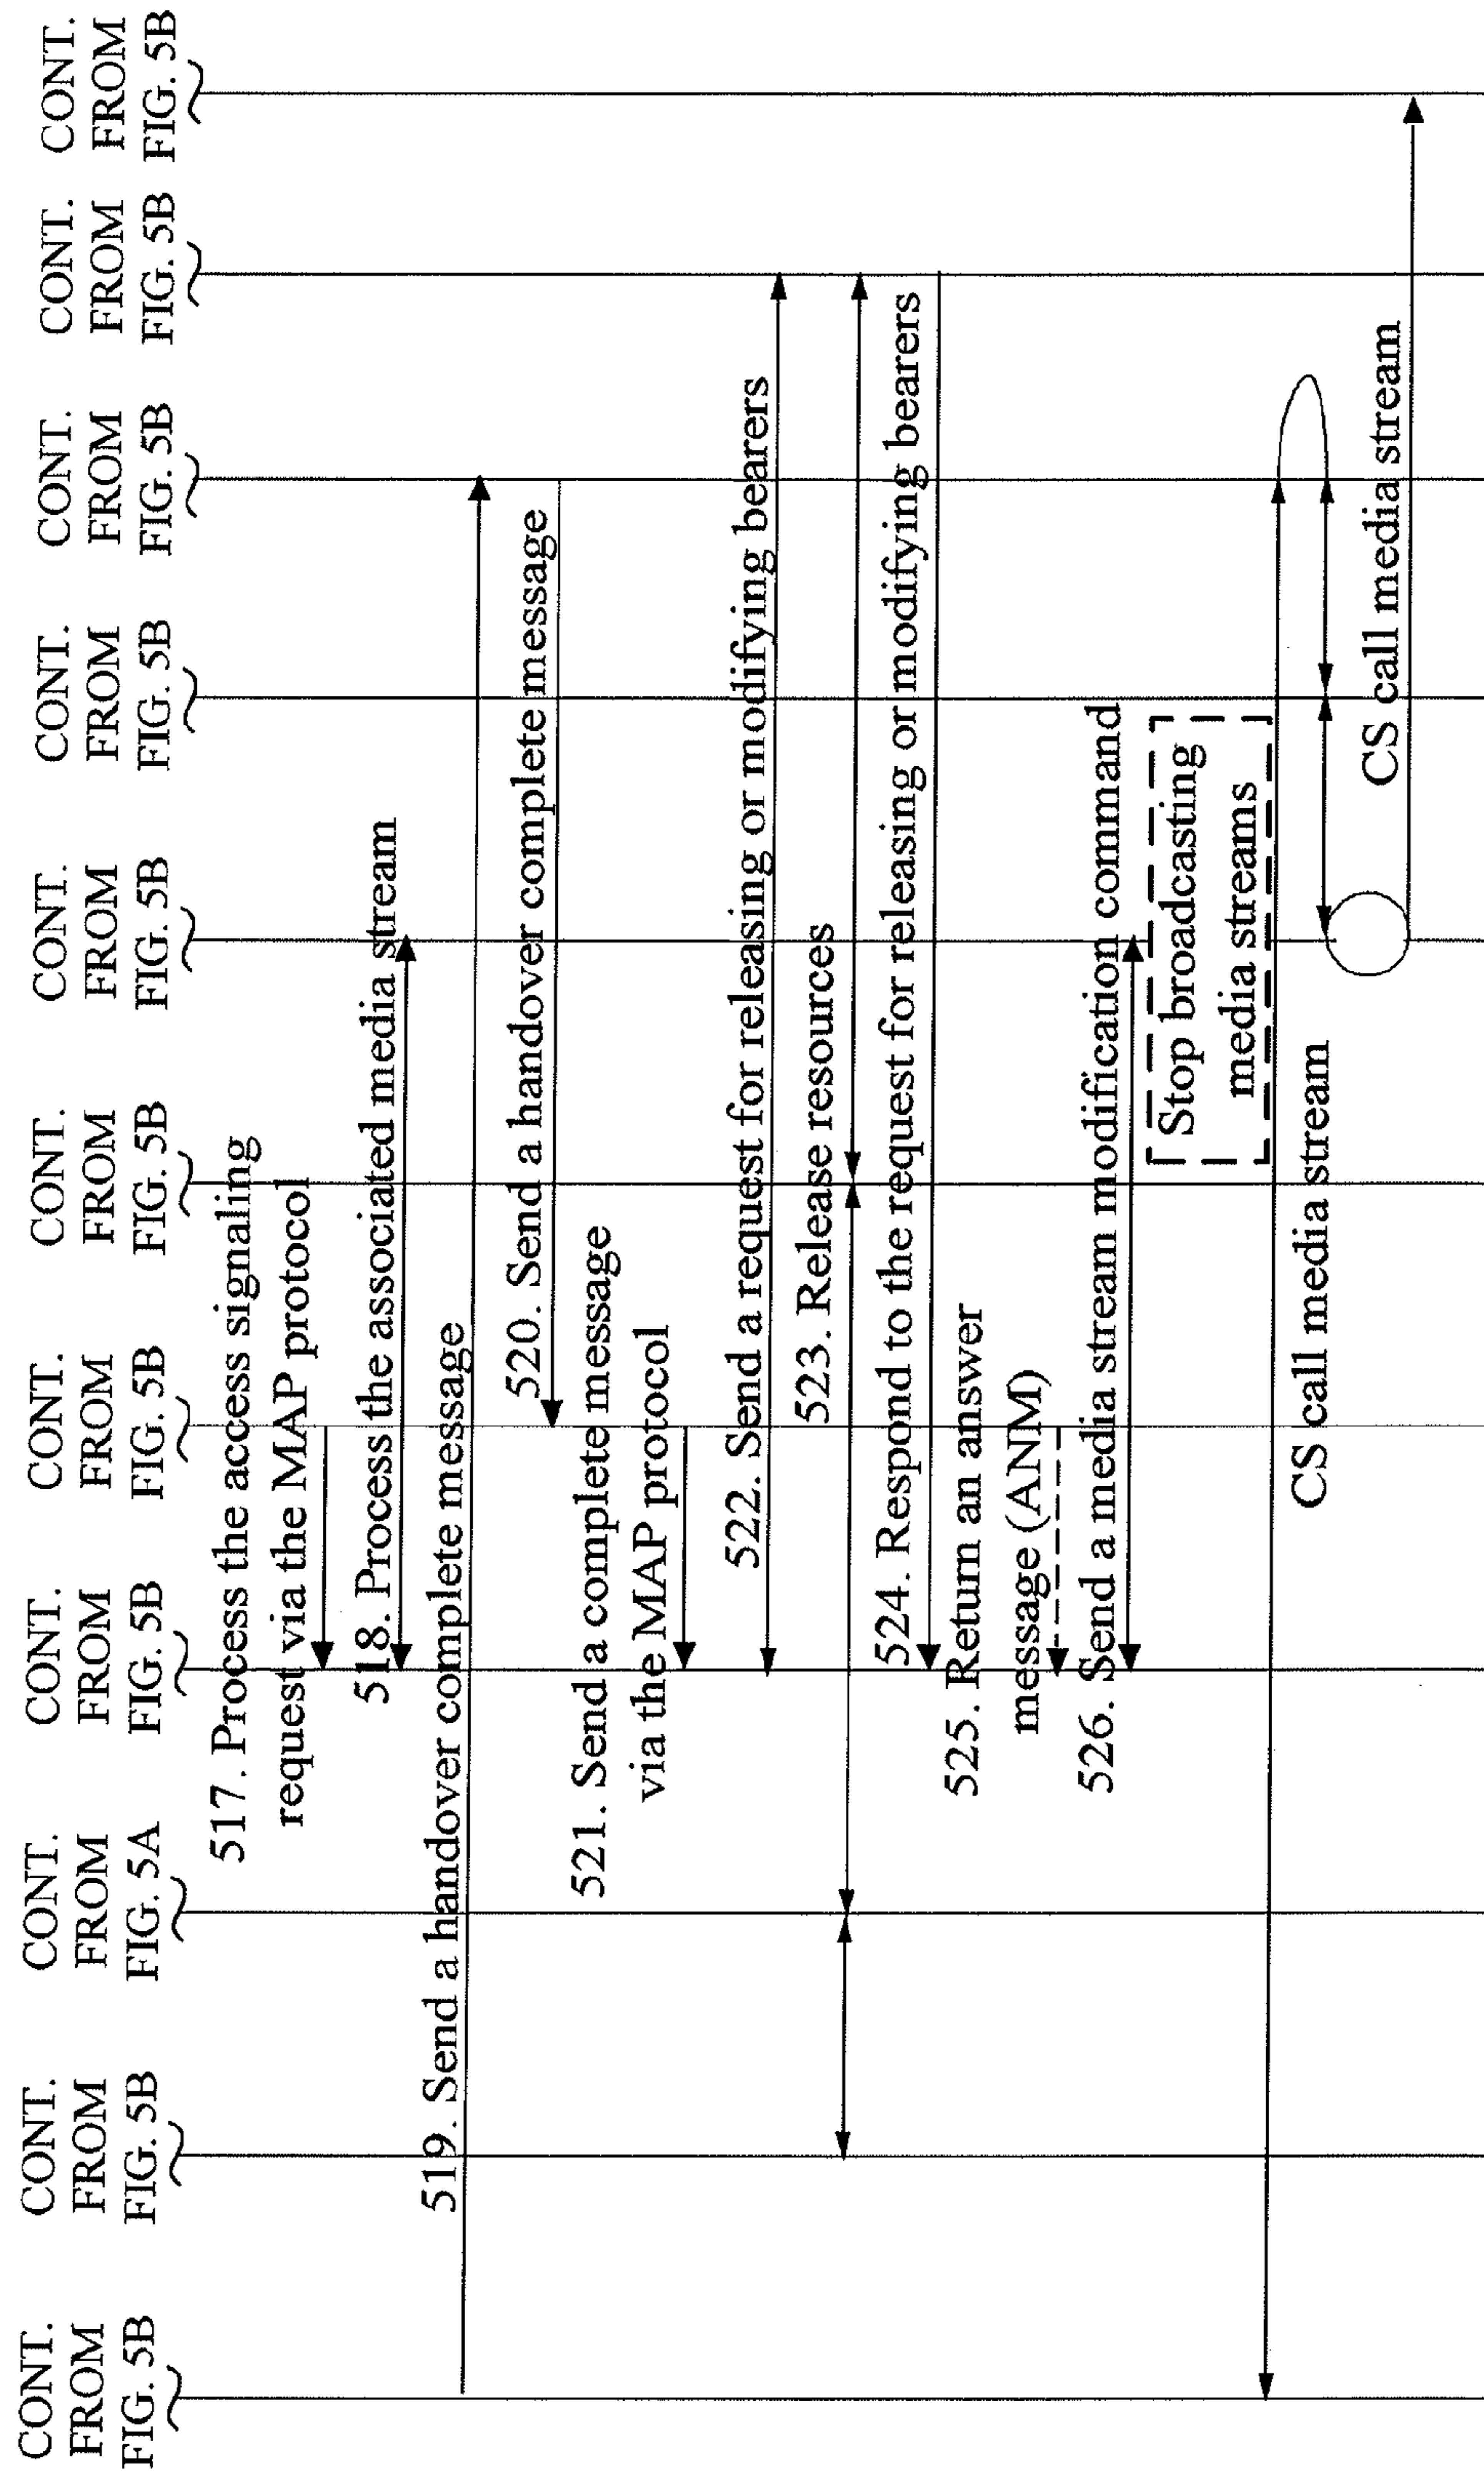 CONT.
FROM
FIG. 5B
CONT.
FROM
FIG. 5B
CONT.
FROM
FIG. 5A
CONT.
FROM
FIG. 5B
CONT.
FROM
FIG. 5B
CONT.
FROM
FIG. 5B
CONT.
FROM
FIG. 5B
CONT.
FROM
FIG. 5B
CONT.
FROM
FIG. 5B
CONT.
FROM
FIG. 5B
CONT.
FROM
FIG. 5B
517. Process the access signaling
request via the MAP protocol
518. Process the associated media stream
519. Send a handover complete message
520. Send a handover complete message
521. Send a complete message
via the MAP protocol
522. Send a request for releasing or modifying bearers
523. Release resources
524. Respond to the request for releasing or modifying bearers
525. Return an answer
message (ANM)
526. Send a media stream modification command
Stop broadcasting
media streams
CS call media stream
CS call media stream